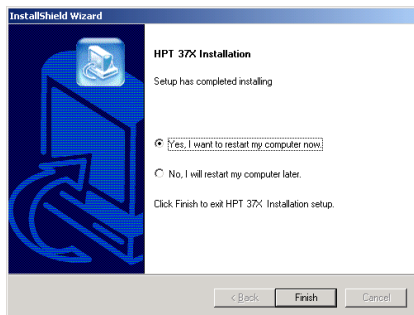 InstallShield Wizard
HPT 37X Installation
Setup has completed installing
Yes, I want to restart my computer now.
No, I will restart my computer later.
Click Finish to exit HPT 37X  Installation setup.
< Back
Finish
Cancel